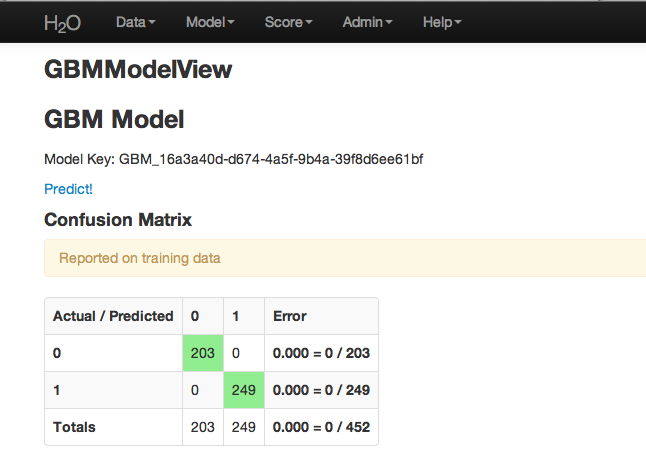 H2O Data Model Score Admin Help
GBMModelView
GBM Model
Model Key: GBM_16a3a40d-d674-4a5f-9b4a-39f8d6ee61bf
Predict!
Confusion Matrix
Reported on training data
Actual / Predicted 0 1 Error
0 203 0 0.000 = 0 / 203
1 0 249 0.000 = 0 / 249
Totals 203 249 0.000 = 0 / 452